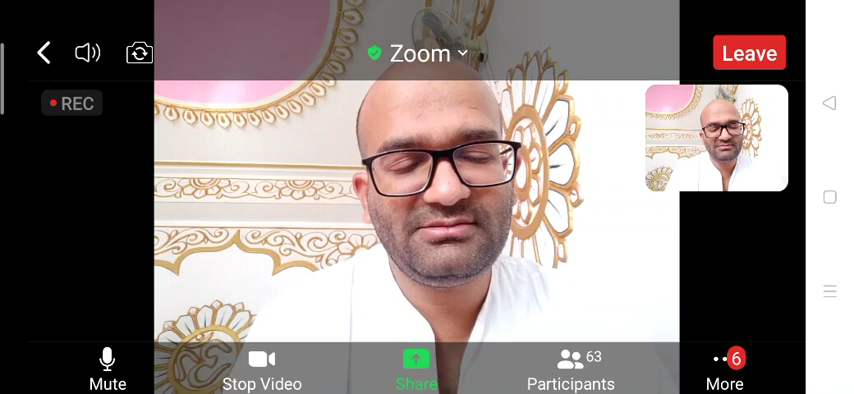 Zoom
Leave
REC
63
6
Mute
Stop Video
Share
Participants
More